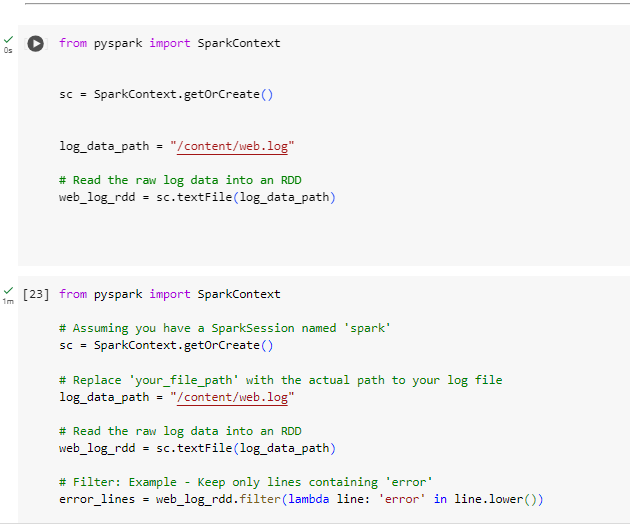 0s
from pyspark import SparkContext
sc = SparkContext.getOrCreate()
log_data_path = "/content/web.log"
# Read the raw log data into an RDD
web_log_rdd = sc.textFile(log_data_path)
1m
[23] from pyspark import SparkContext
# Assuming you have a SparkSession named 'spark'
sc = SparkContext.getOrCreate()
# Replace 'your_file_path' with the actual path to your log file
log_data_path = "/content/web.log"
# Read the raw log data into an RDD
web_log_rdd = sc.textFile(log_data_path)
# Filter: Example - Keep only lines containing 'error'
error_lines = web_log_rdd.filter(lambda line: 'error' in line.lower())